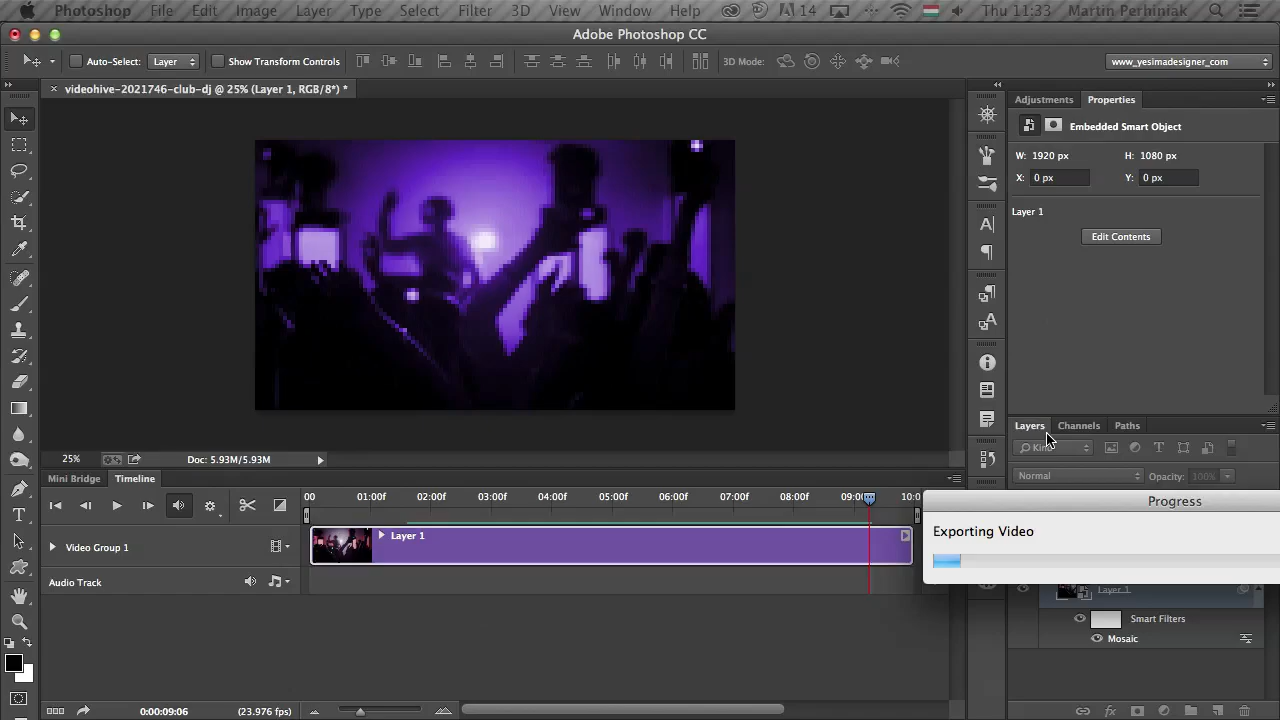 Photoshop File Edit Image Layer Type Select Filter 3D View Window Help 14 Thu 11:33 Martin Perhiniak
Adobe Photoshop CC
Auto-Select: Layer Show Transform Controls 3D Mode: www_yesimadesigner_com
videohive-2021746-club-dj @ 25% (Layer 1, RGB/8*) *
Adjustments Properties
Embedded Smart Object
W: 1920 px H: 1080 px
X: 0 px Y: 0 px
Layer 1
Edit Contents
Layers Channels Paths
Kind
Normal Opacity: 100%
25% Doc: 5.93M/5.93M
Mini Bridge Timeline
00 01:00f 02:00f 03:00f 04:00f 05:00f 06:00f 07:00f 08:00f 09:00f 10:0
Progress
Exporting Video
Video Group 1 Layer 1
Audio Track
Layer 1
Smart Filters
Mosaic
0:00:09:06 (23.976 fps)